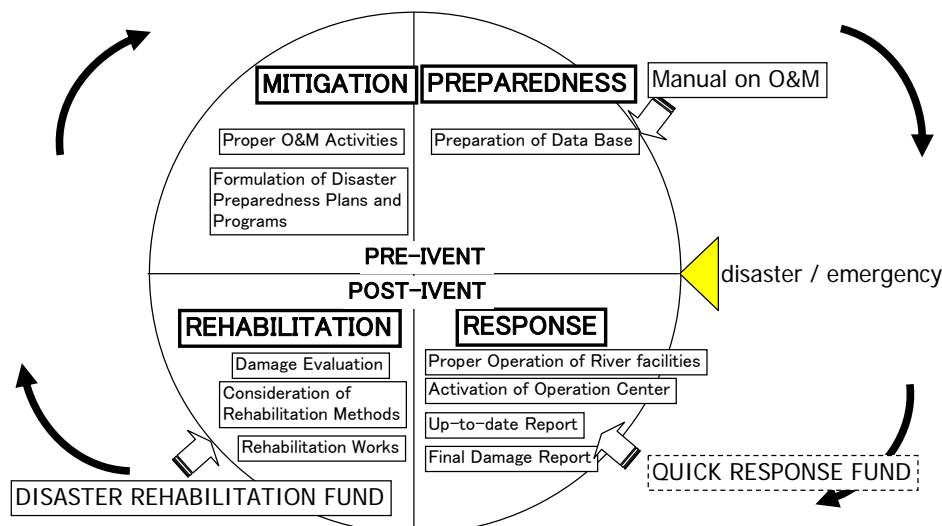 MITIGATION
PREPAREDNESS
Manual on O&M
Proper O&M Activities
Preparation of Data Base
Formulation of Disaster
Preparedness Plans and
Programs
PRE-IVENT
disaster / emergency
POST-IVENT
REHABILITATION
RESPONSE
Damage Evaluation
Consideration of
Rehabilitation Methods
Rehabilitation Works
Proper Operation of River facilities
Activation of Operation Center
Up-to-date Report
Final Damage Report
DISASTER REHABILITATION FUND
QUICK RESPONSE FUND